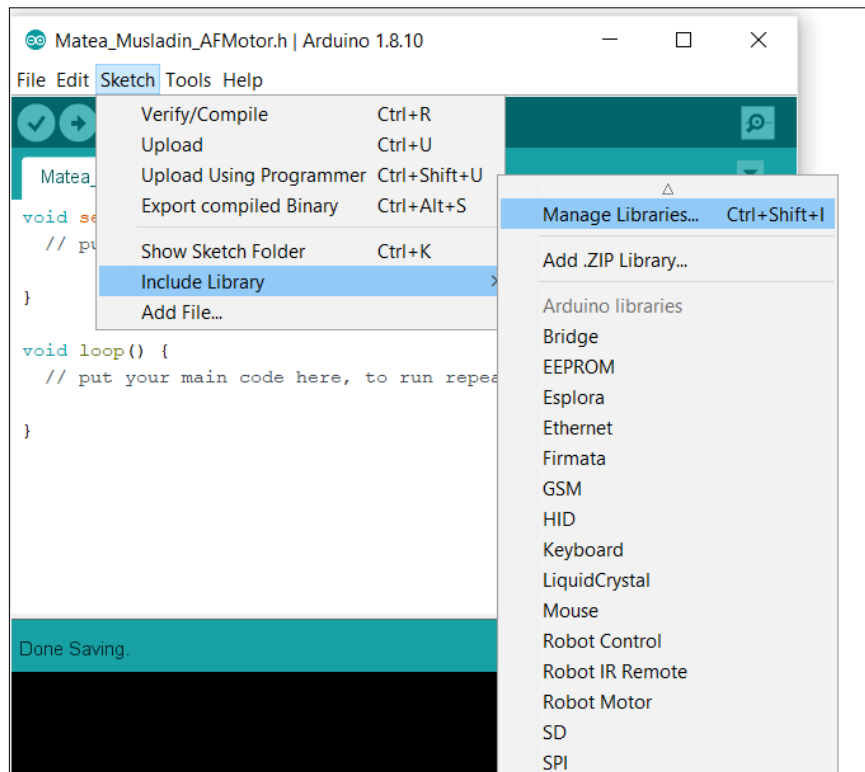 Matea_Musladin_AFMotor.h | Arduino 1.8.10
File Edit Sketch Tools Help
Verify/Compile Ctrl+R
Upload Ctrl+U
Upload Using Programmer Ctrl+Shift+U
Export compiled Binary Ctrl+Alt+S
Show Sketch Folder Ctrl+K
Include Library
Add File...
Matea_
void se
// pu
}
void loop() {
// put your main code here, to run repea
}
Manage Libraries... Ctrl+Shift+I
Add .ZIP Library...
Arduino libraries
Bridge
EEPROM
Esplora
Ethernet
Firmata
GSM
HID
Keyboard
LiquidCrystal
Mouse
Robot Control
Robot IR Remote
Robot Motor
SD
SPI
Done Saving.